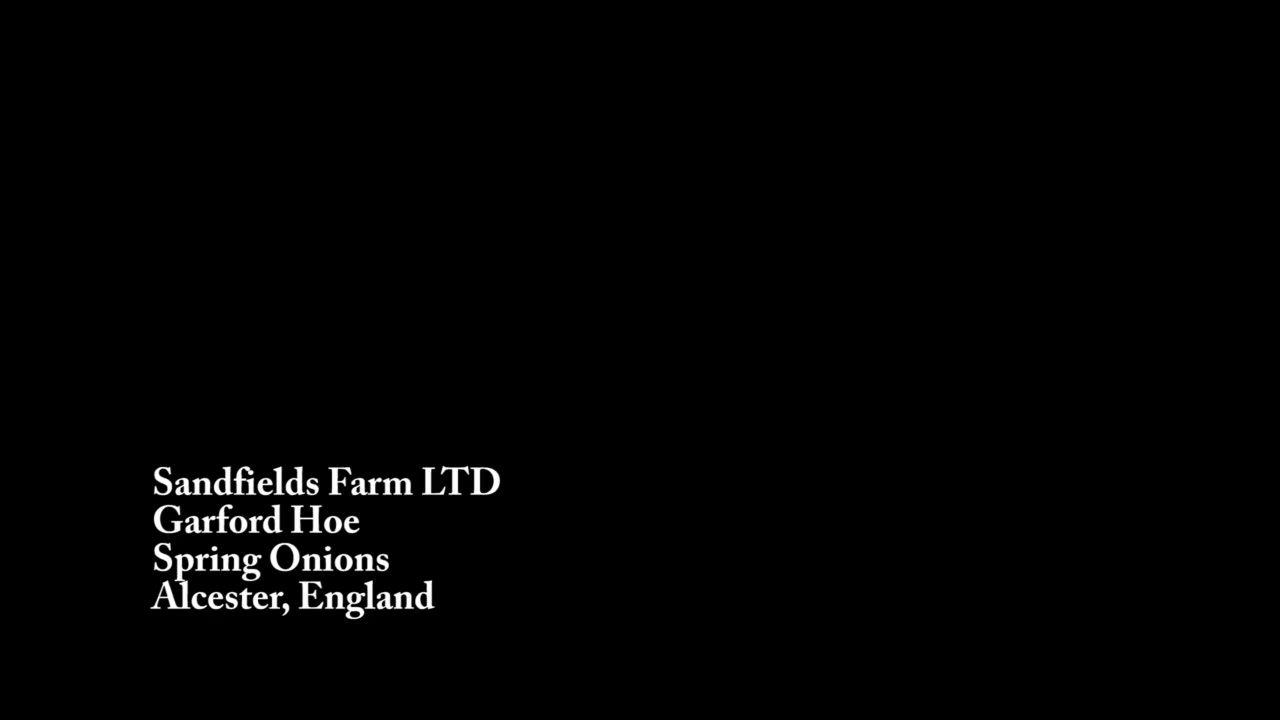 Sandfields Farm LTD
Garford Hoe
Spring Onions
Alcester, England